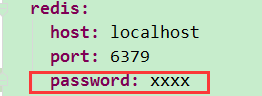 redis:
host: localhost
port: 6379
password: xxxx